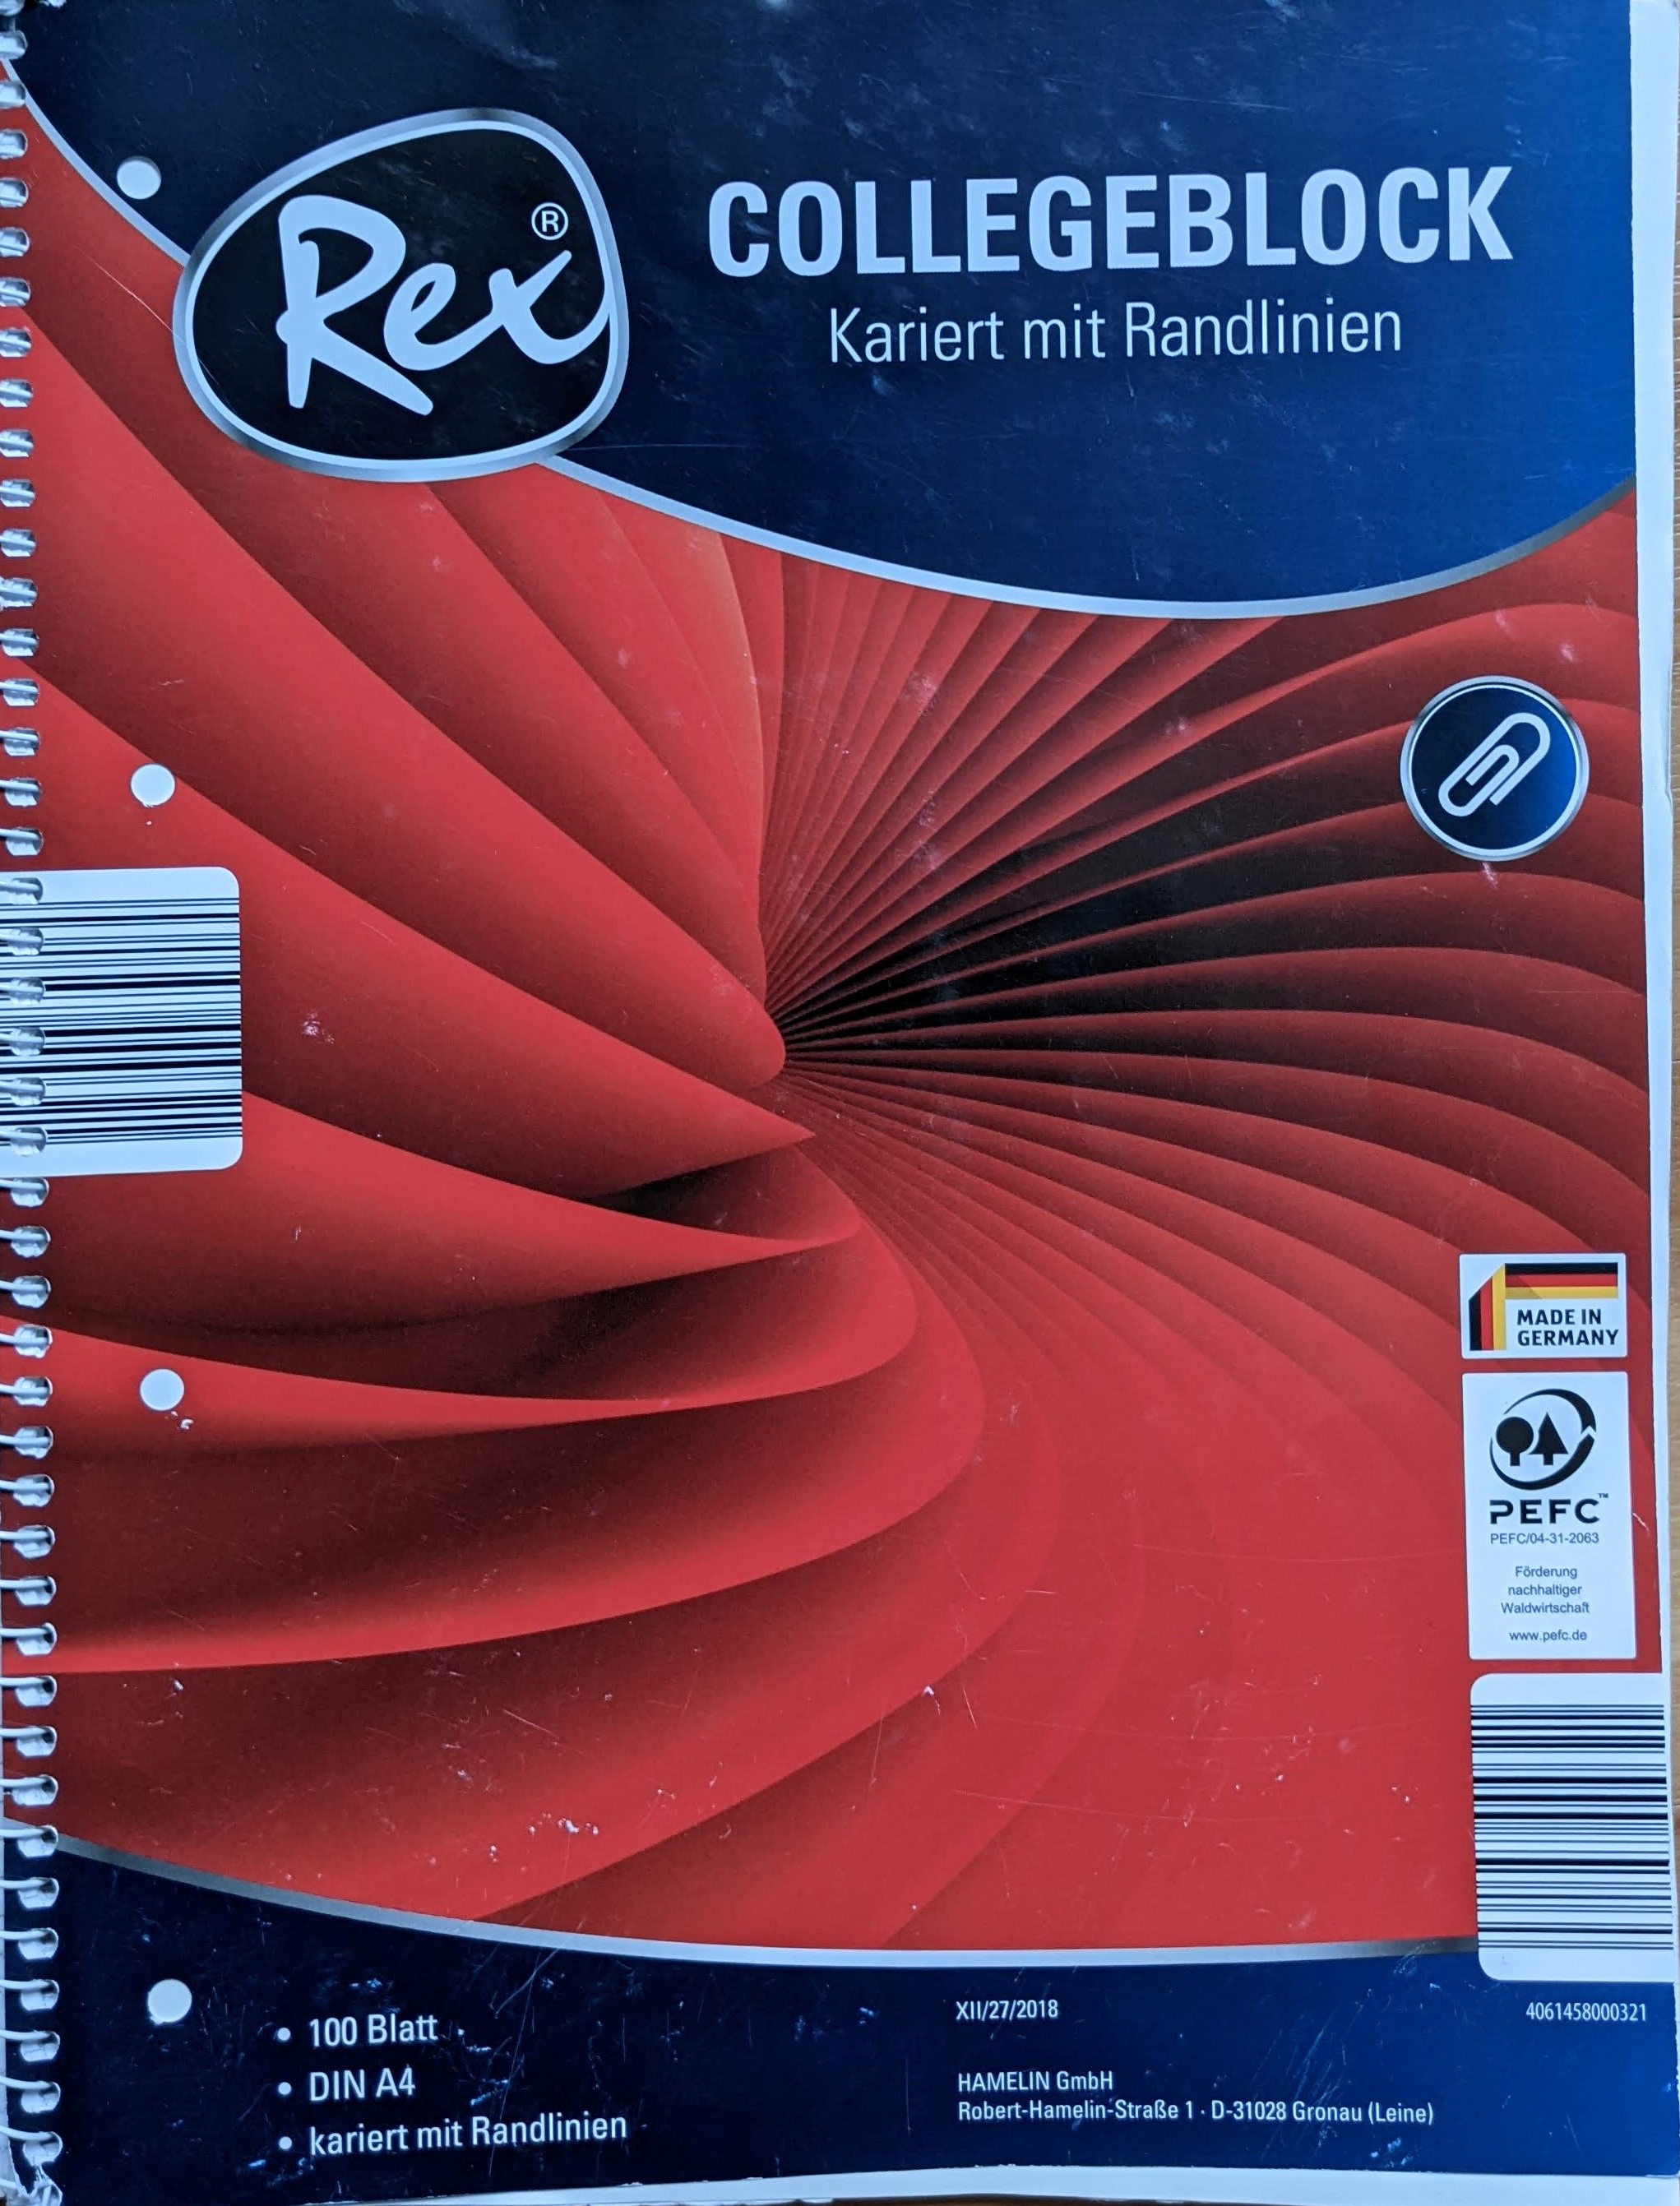 Rex®
COLLEGEBLOCK
Kariert mit Randlinien
MADE IN
GERMANY
PEFC™
PEFC/04-31-2063
Förderung
nachhaltiger
Waldwirtschaft
www.pefc.de
• 100 Blatt
• DIN A4
• kariert mit Randlinien
XII/27/2018
HAMELIN GmbH
Robert-Hamelin-Straße 1 · D-31028 Gronau (Leine)
4061458000321